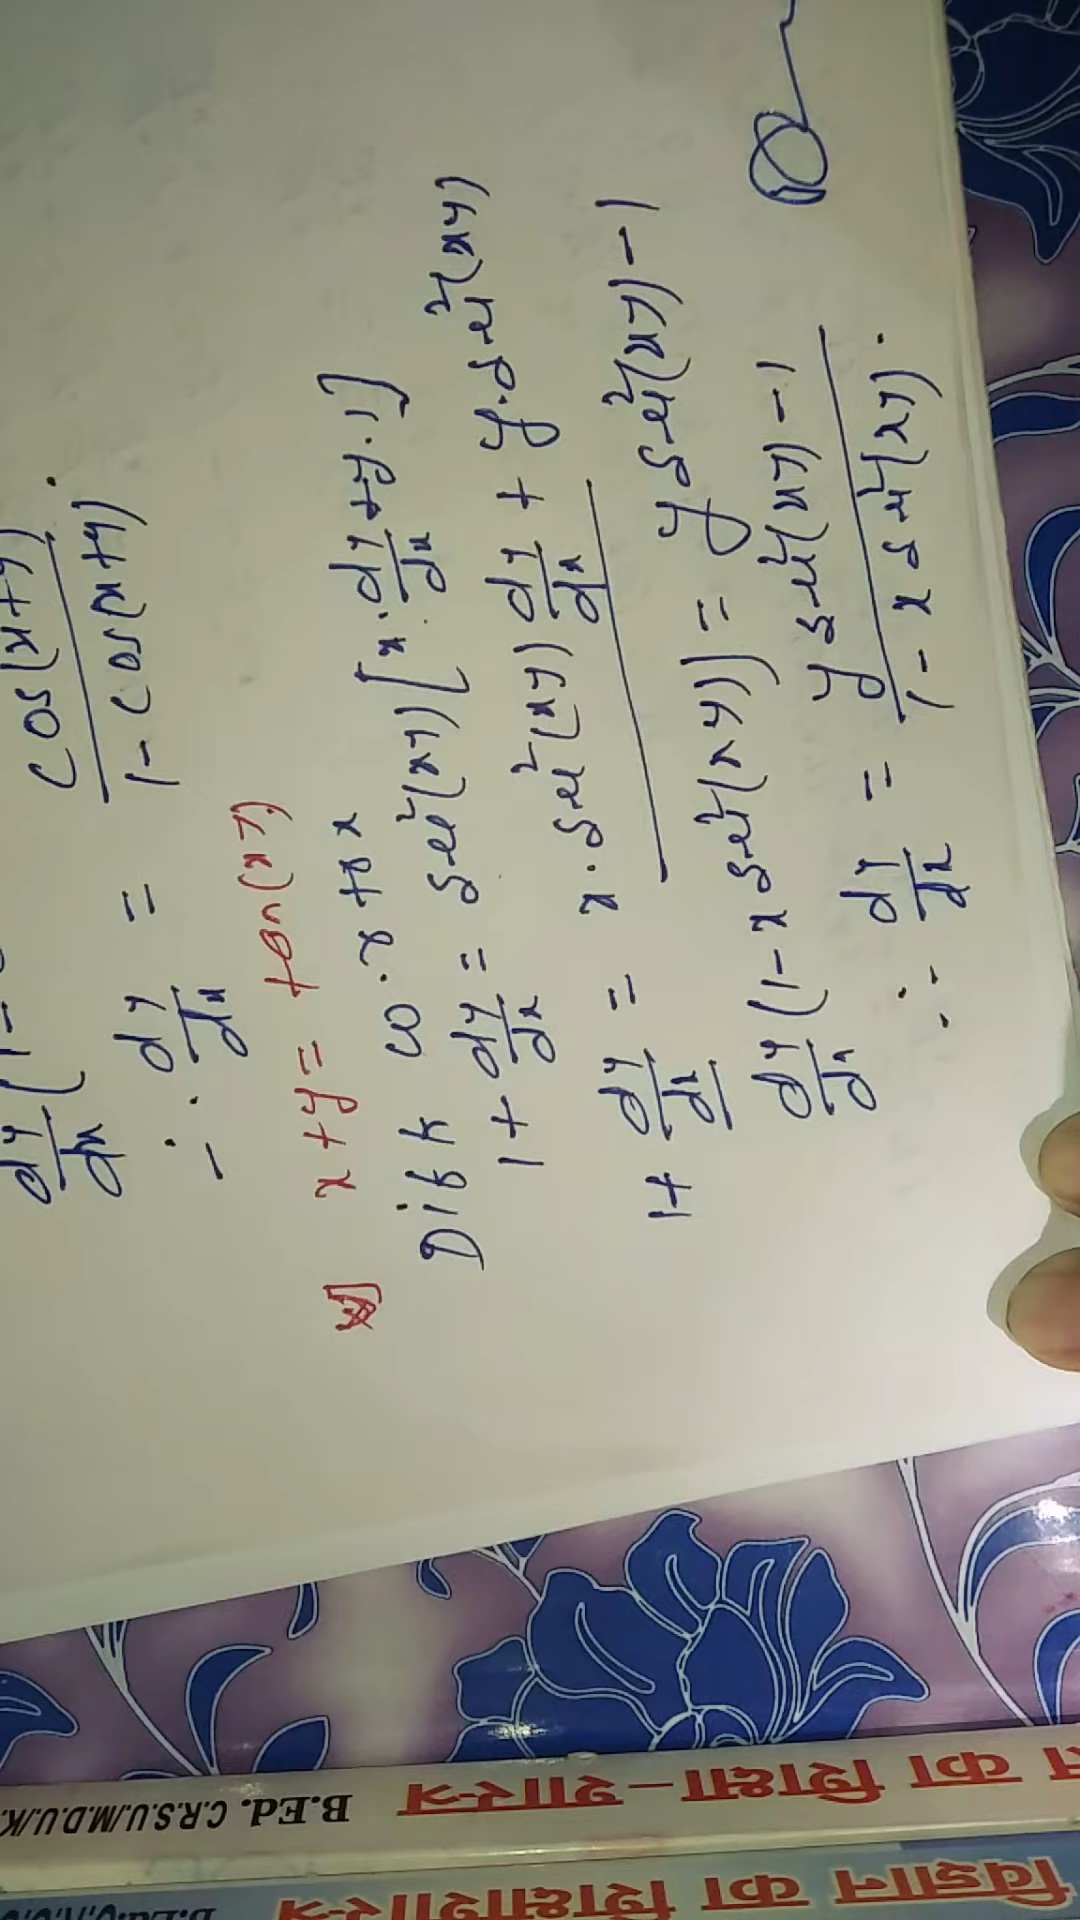 cos(x+y)
dy/dx (1-
1-cos(x+y)
∴ dy/dx =
x+y = tan(xy)
Diff w.r. to x
1+ dy/dx = sec²(xy) [x. dy/dx + y.1]
1+ dy/dx = x.sec²(xy) dy/dx + y.sec²(xy)
dy/dx (1-x sec²(xy)) = y sec²(xy) -1
∴ dy/dx = y sec²(xy) -1 / 1-x sec²(xy).
B.Ed. C.R.S.U./M.D.U./K.
का शिक्षा-शास्त्र
विज्ञान का शिक्षाशास्त्र